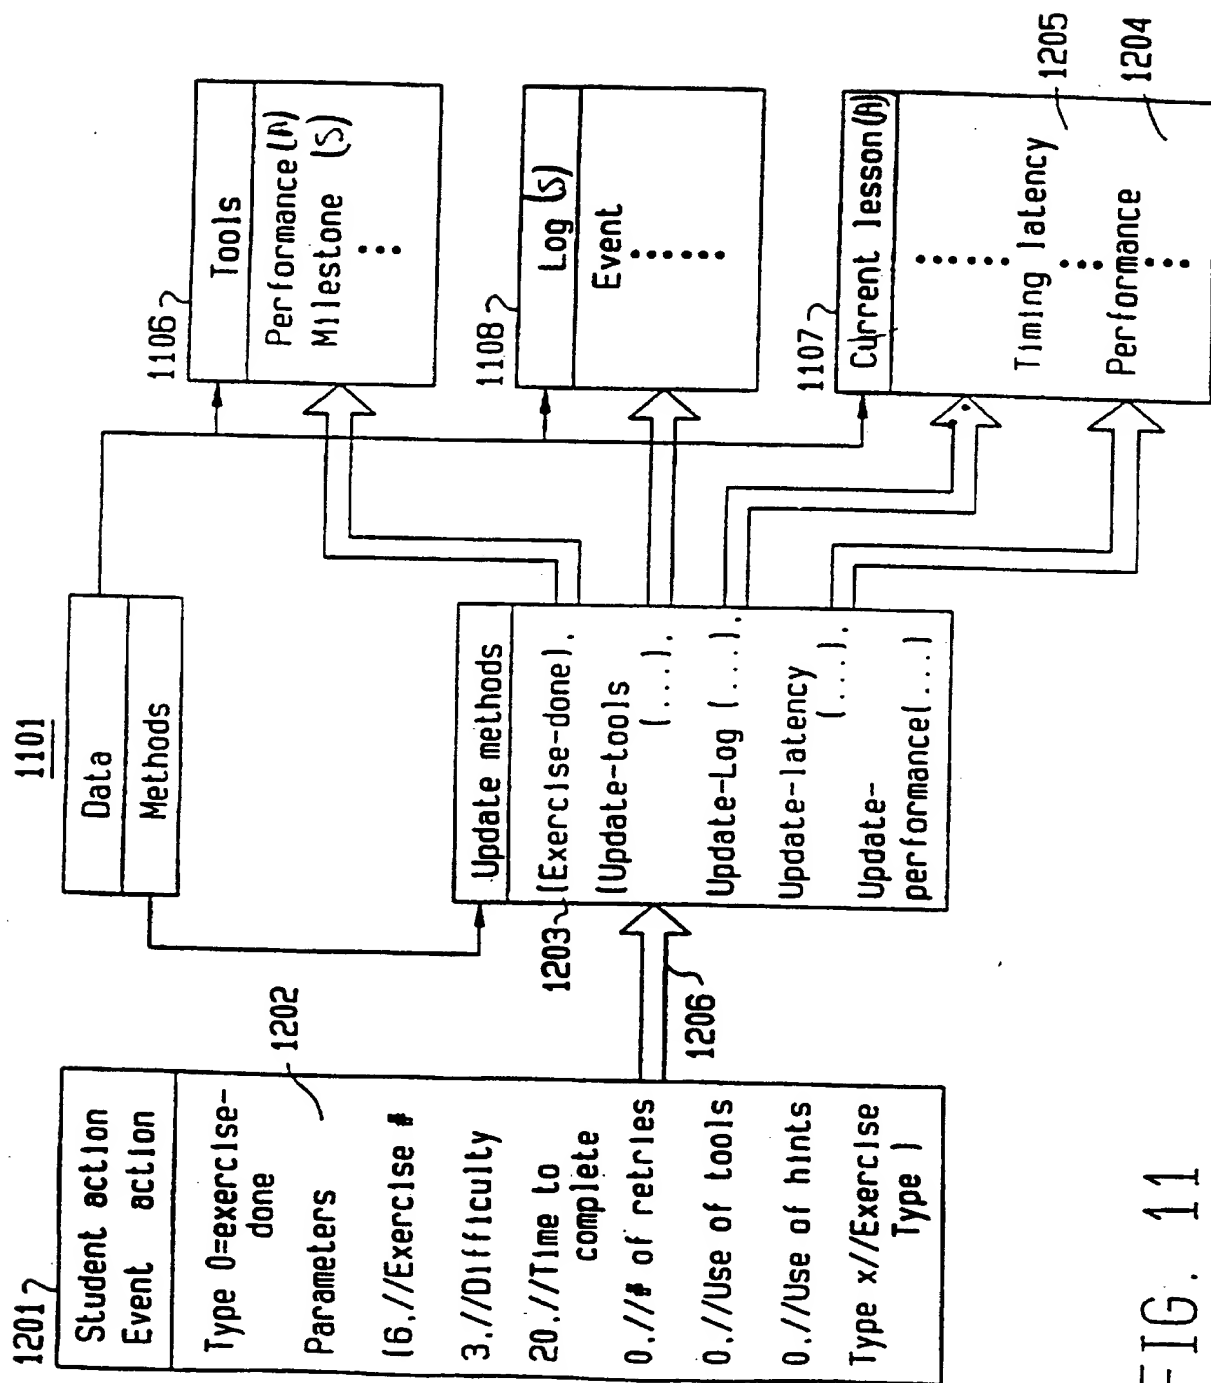 1101
Data
Methods
1201
Student action
Event action
Type 0=exercise-
done
Parameters
1202
(6.//Exercise #
3.//Difficulty
20.//Time to
complete
0.//# of retries
0.//Use of tools
0.//Use of hints
Type x//Exercise
Type )
1206
1203
Update methods
(Exercise-done),
(Update-tools
(...),
Update-Log (...),
Update-latency
(...),
Update-
performance(...)
1106
Tools
Performance (A)
Milestone (S)
1108
Log (S)
Event
1107
Current lesson(A)
Timing latency
1205
Performance
1204
FIG. 11